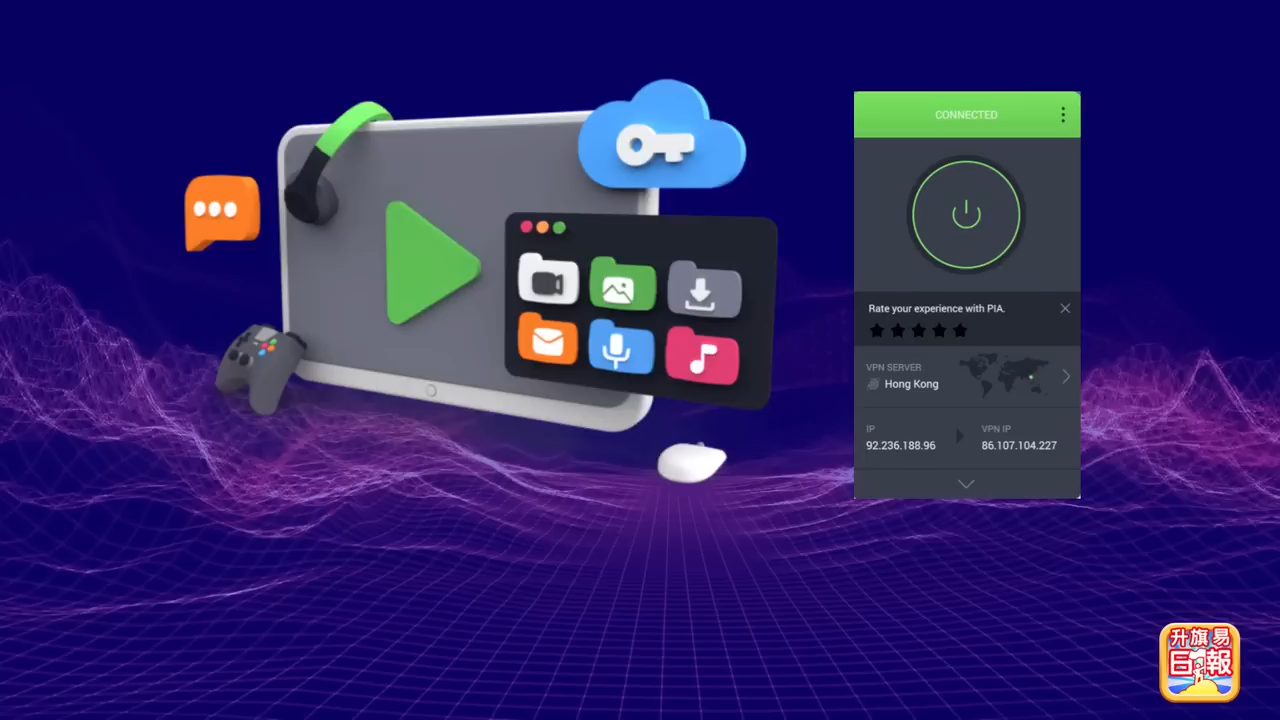 CONNECTED
Rate your experience with PIA.
VPN SERVER
Hong Kong
IP
92.236.188.96
VPN IP
86.107.104.227
升旗易
日報